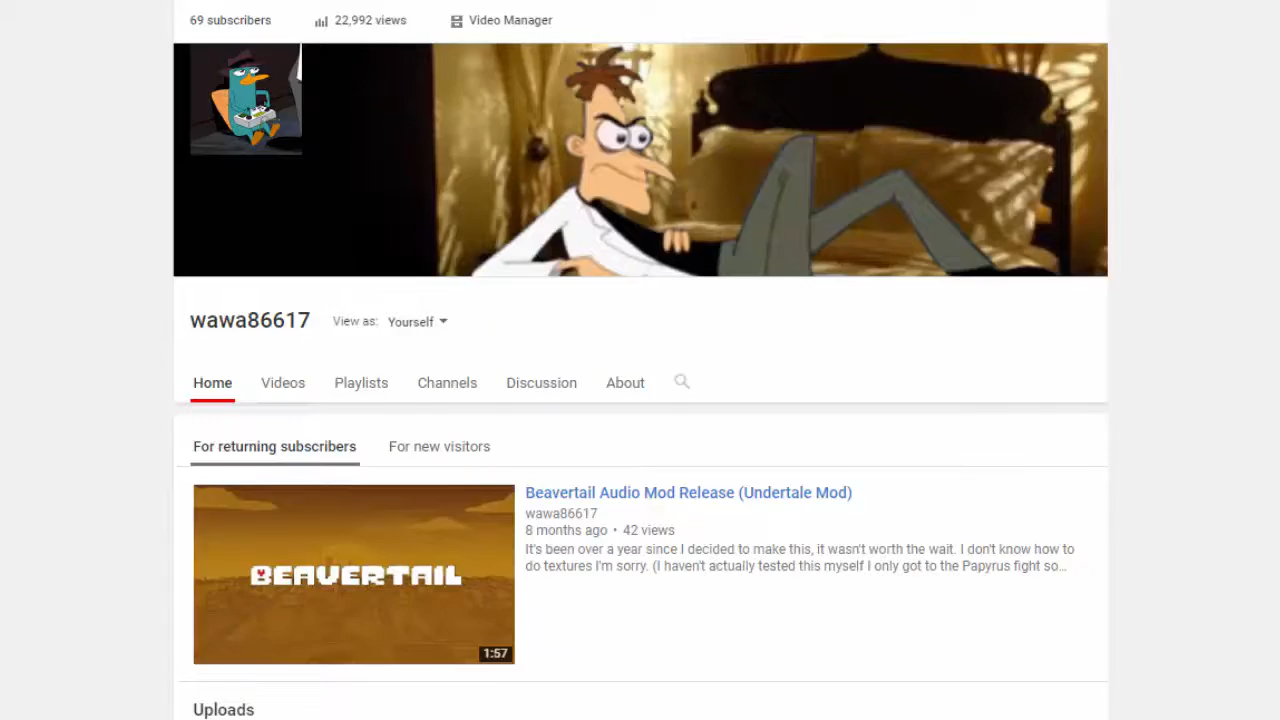 69 subscribers
22,992 views
Video Manager
wawa86617
View as: Yourself
Home Videos Playlists Channels Discussion About
For returning subscribers For new visitors
BEAVERTAIL
1:57
Beavertail Audio Mod Release (Undertale Mod)
wawa86617
8 months ago • 42 views
It's been over a year since I decided to make this, it wasn't worth the wait. I don't know how to
do textures I'm sorry. (I haven't actually tested this myself I only got to the Papyrus fight so...
Uploads